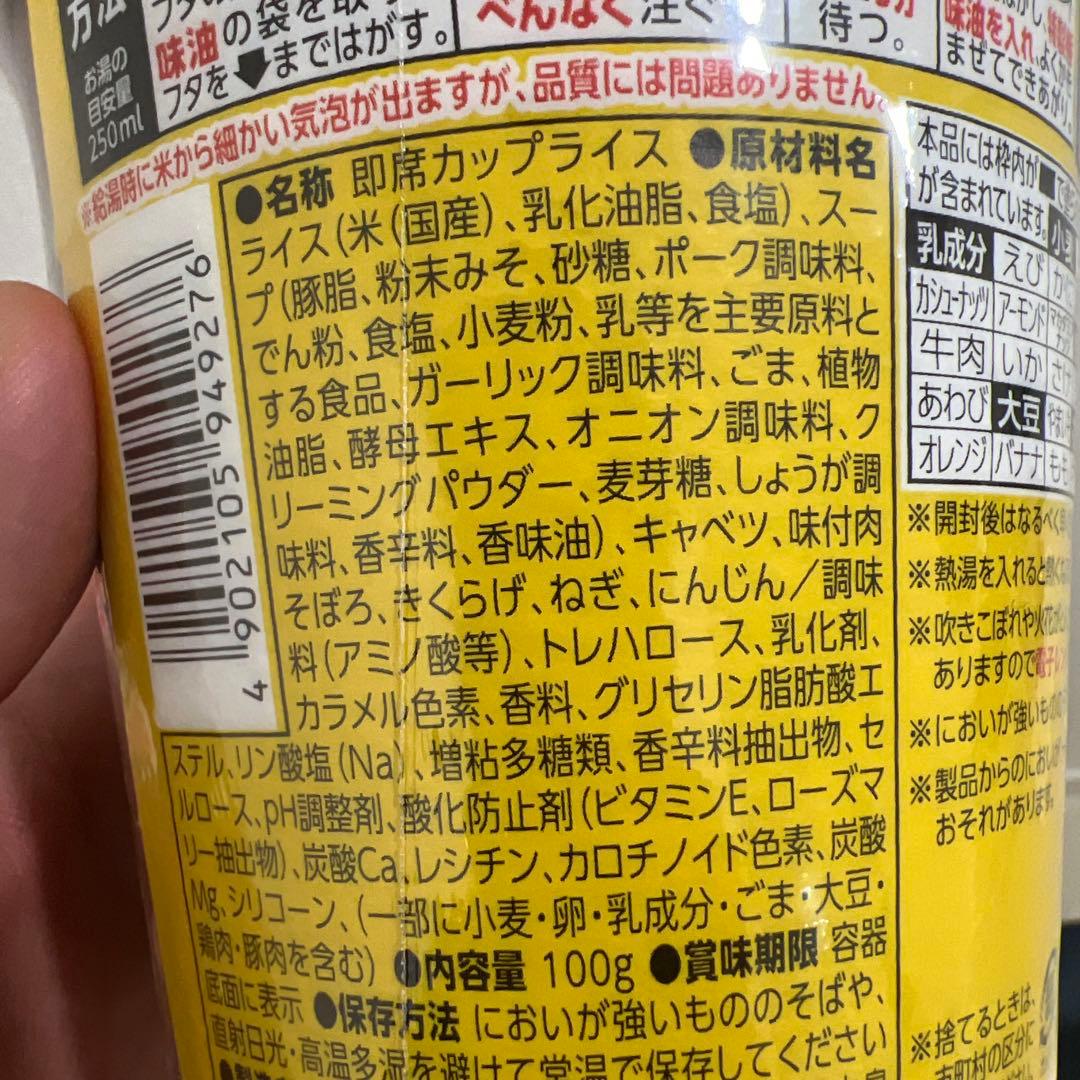 お湯の
目安量
250ml
味油の袋を取
フタを↓まではがす。
べんなく注ぐ
待つ。
味油を入れ、よく
まぜてできあがり
※給湯時に米から細かい気泡が出ますが、品質には問題ありません。
●名称 即席カップライス ●原材料名
ライス(米(国産)、乳化油脂、食塩)、スー
プ(豚脂、粉末みそ、砂糖、ポーク調味料、
でん粉、食塩、小麦粉、乳等を主要原料と
する食品、ガーリック調味料、ごま、植物
油脂、酵母エキス、オニオン調味料、ク
リーミングパウダー、麦芽糖、しょうが調
味料、香辛料、香味油)、キャベツ、味付肉
そぼろ、きくらげ、ねぎ、にんじん/調味
料(アミノ酸等)、トレハロース、乳化剤、
カラメル色素、香料、グリセリン脂肪酸エ
ステル、リン酸塩(Na)、増粘多糖類、香辛料抽出物、セ
ルロース、pH調整剤、酸化防止剤(ビタミンE、ローズマ
リー抽出物)、炭酸Ca、レシチン、カロチノイド色素、炭酸
Mg、シリコーン、(一部に小麦・卵・乳成分・ごま・大豆・
鶏肉・豚肉を含む) ●内容量 100g ●賞味期限 容器
底面に表示 ●保存方法 においが強いもののそばや、
直射日光・高温多湿を避けて常温で保存してください
4 902105 949276
本品には枠内が■で
が含まれています。
乳成分 えび
カシューナッツ アーモンド
牛肉 いか
あわび 大豆
オレンジ バナナ
※開封後はなるべく
※熱湯を入れると
※吹きこぼれや
ありますので
※においが強いもの
※製品からのにおい
おそれがあります。
※捨てるときは、
市町村の区分に